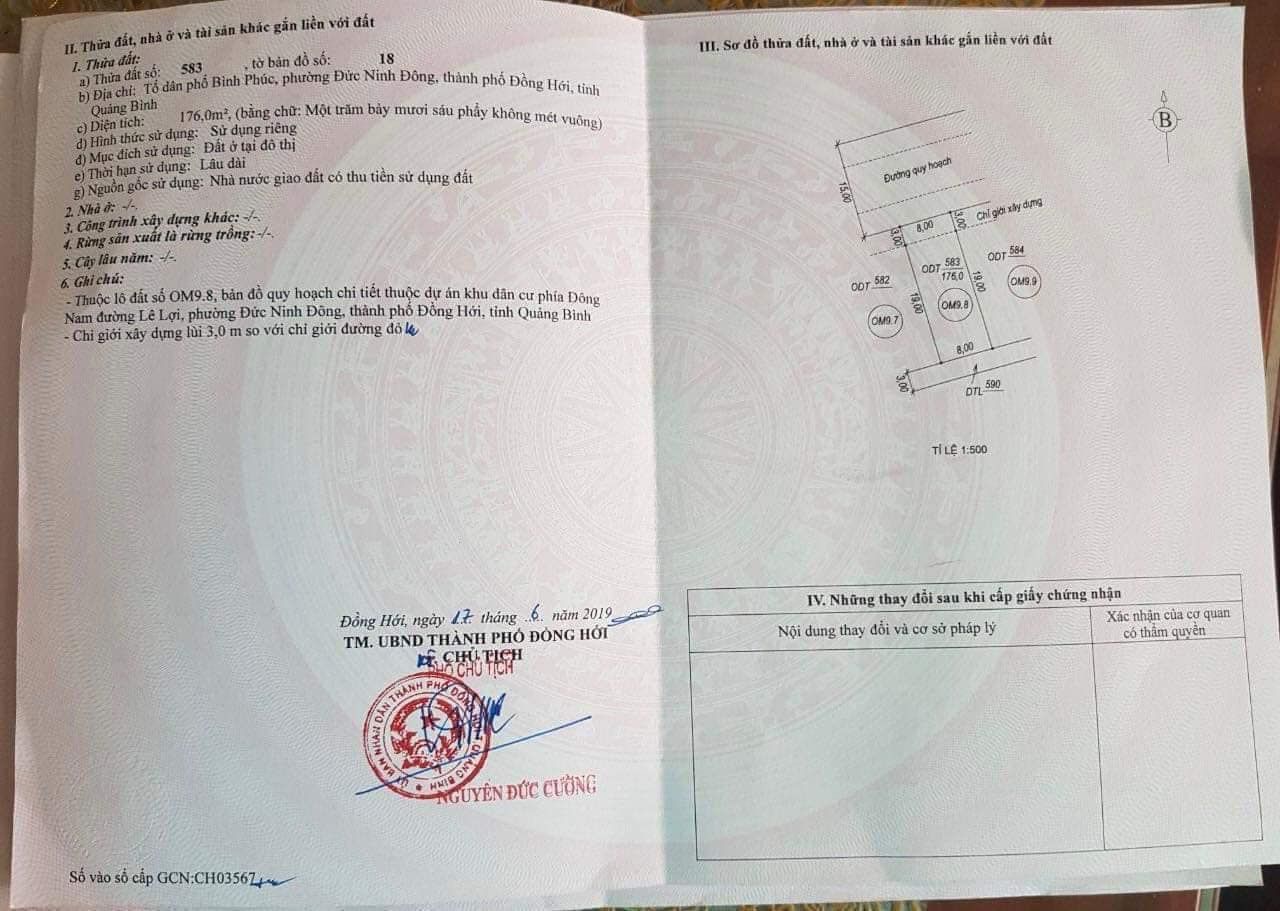 II. Thửa đất, nhà ở và tài sản khác gắn liền với đất
1. Thửa đất:
a) Thửa đất số: 583 , tờ bản đồ số: 18
b) Địa chỉ: Tổ dân phố Bình Phúc, phường Đức Ninh Đông, thành phố Đồng Hới, tỉnh
Quảng Bình
c) Diện tích: 176,0m², (bằng chữ: Một trăm bảy mươi sáu phẩy không mét vuông)
d) Hình thức sử dụng: Sử dụng riêng
đ) Mục đích sử dụng: Đất ở tại đô thị
e) Thời hạn sử dụng: Lâu dài
g) Nguồn gốc sử dụng: Nhà nước giao đất có thu tiền sử dụng đất
2. Nhà ở: -/-.
3. Công trình xây dựng khác: -/-.
4. Rừng sản xuất là rừng trồng: -/-.
5. Cây lâu năm: -/-.
6. Ghi chú:
- Thuộc lô đất số OM9.8, bản đồ quy hoạch chi tiết thuộc dự án khu dân cư phía Đông
Nam đường Lê Lợi, phường Đức Ninh Đông, thành phố Đồng Hới, tỉnh Quảng Bình
- Chỉ giới xây dựng lùi 3,0 m so với chỉ giới đường đỏ
Đồng Hới, ngày 17 tháng 6 năm 2019
TM. UBND THÀNH PHỐ ĐỒNG HỚI
KT. CHỦ TỊCH
PHÓ CHỦ TỊCH
ỦY BAN NHÂN DÂN THÀNH PHỐ ĐỒNG HỚI QUẢNG BÌNH
NGUYỄN ĐỨC CƯỜNG
Số vào sổ cấp GCN:CH03567
III. Sơ đồ thửa đất, nhà ở và tài sản khác gắn liền với đất
B
Đường quy hoạch
15,00
Chỉ giới xây dựng
3,00
8,00
3,00
ODT 582
OM9.7
ODT 583
176,0
OM9.8
ODT 584
OM9.9
19,00
19,00
8,00
3,00
DTL 590
TỈ LỆ 1:500
IV. Những thay đổi sau khi cấp giấy chứng nhận
Nội dung thay đổi và cơ sở pháp lý
Xác nhận của cơ quan
có thẩm quyền